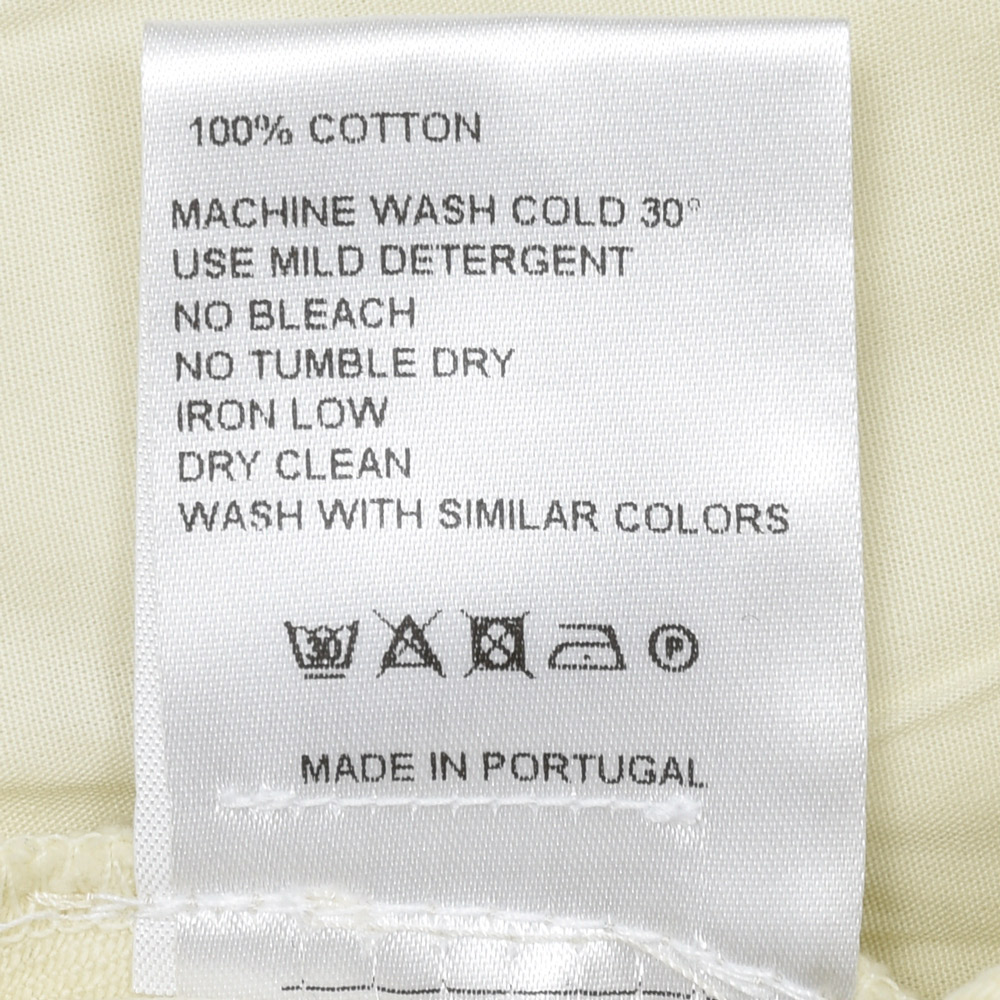 100% COTTON
MACHINE WASH COLD 30°
USE MILD DETERGENT
NO BLEACH
NO TUMBLE DRY
IRON LOW
DRY CLEAN
WASH WITH SIMILAR COLORS
30 P
MADE IN PORTUGAL